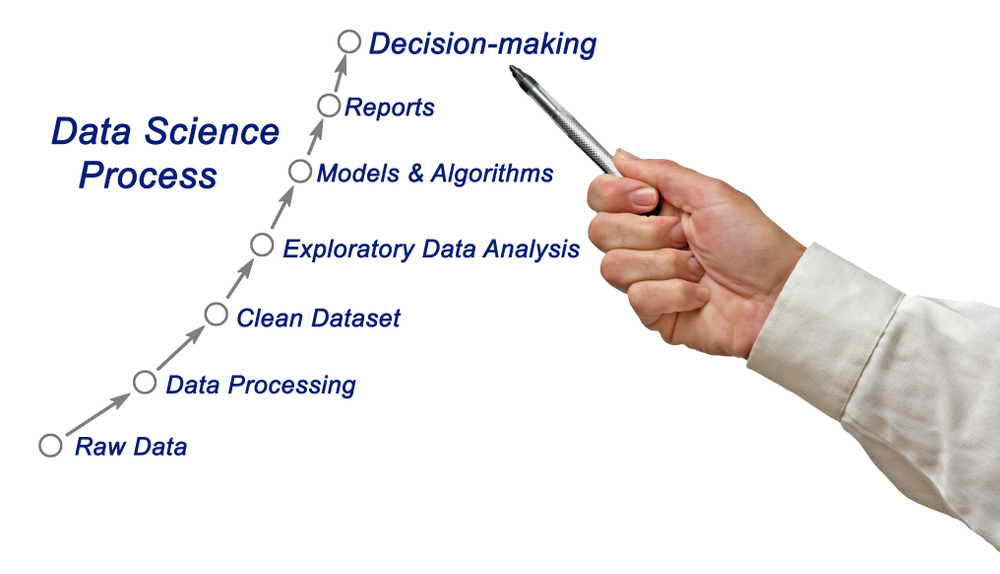 Decision-making
Reports
Data Science
Process
Models & Algorithms
Exploratory Data Analysis
Clean Dataset
Data Processing
Raw Data